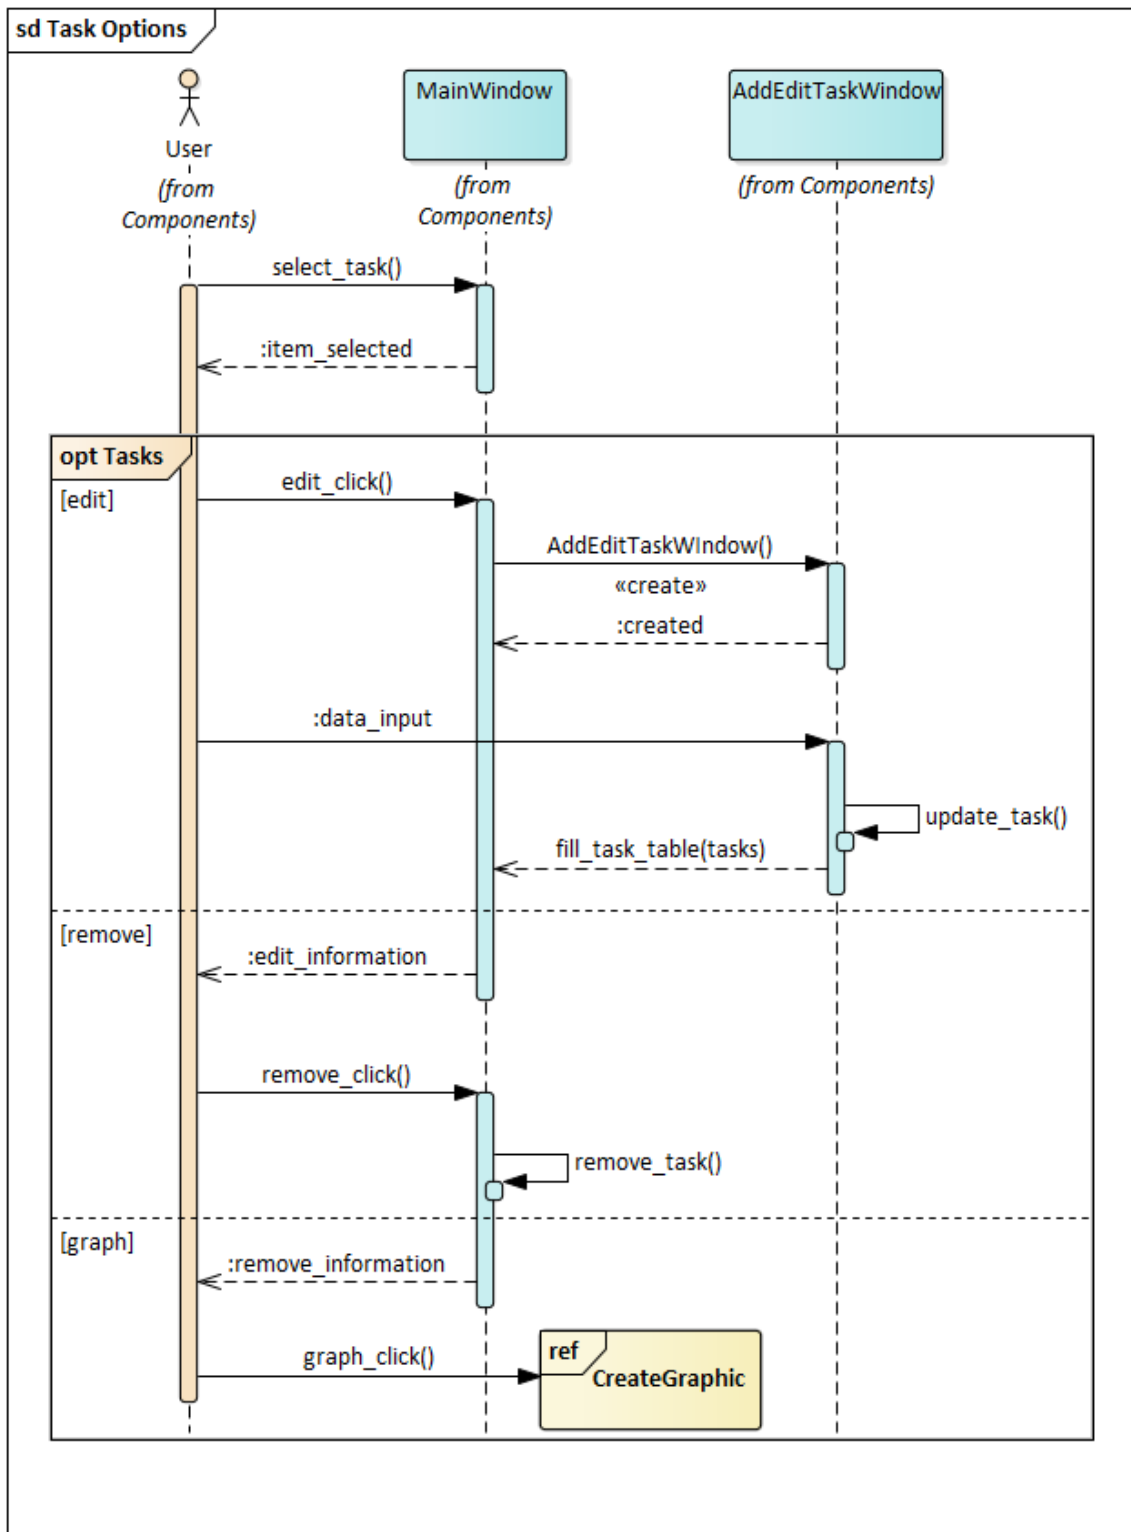 sd Task Options
User
(from
Components)
MainWindow
(from
Components)
AddEditTaskWindow
(from Components)
select_task()
:item_selected
opt Tasks
[edit]
edit_click()
AddEditTaskWIndow()
«create»
:created
:data_input
update_task()
fill_task_table(tasks)
[remove]
:edit_information
remove_click()
remove_task()
[graph]
:remove_information
graph_click()
ref
CreateGraphic